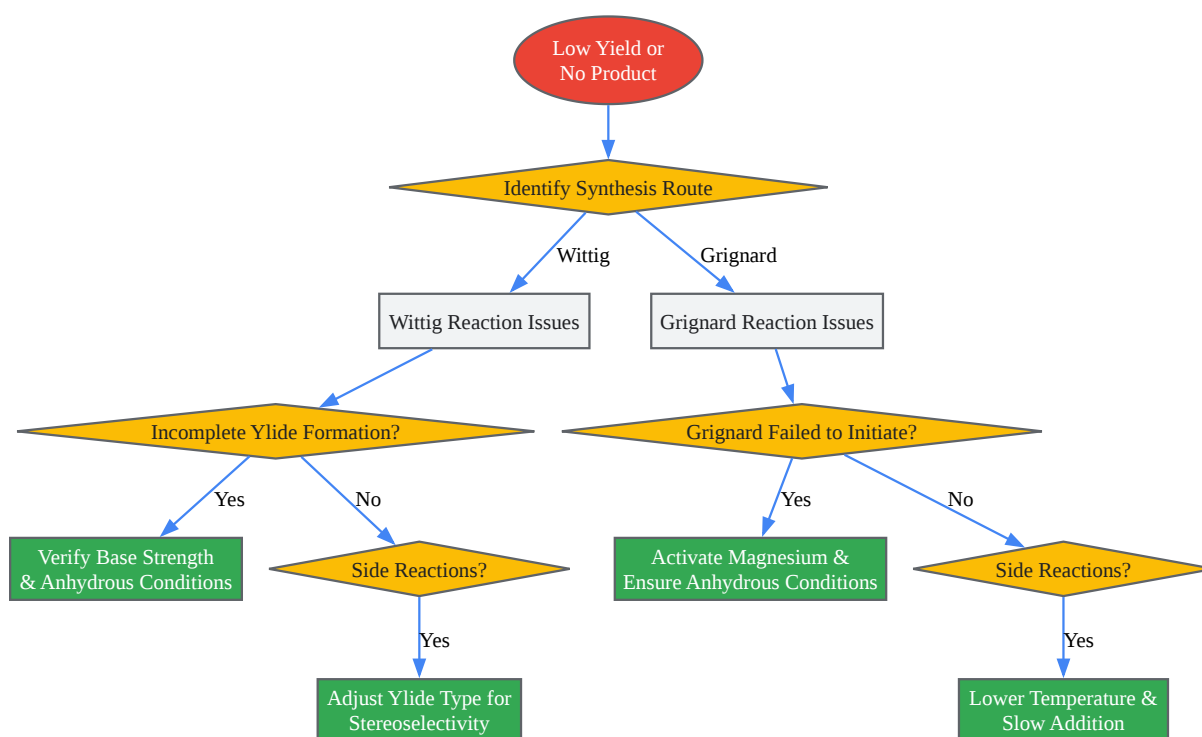 Low Yield or
No Product
Identify Synthesis Route
Wittig
Grignard
Wittig Reaction Issues
Grignard Reaction Issues
Incomplete Ylide Formation?
Grignard Failed to Initiate?
Yes
No
Yes
No
Verify Base Strength
& Anhydrous Conditions
Side Reactions?
Activate Magnesium &
Ensure Anhydrous Conditions
Side Reactions?
Yes
Yes
Adjust Ylide Type for
Stereoselectivity
Lower Temperature &
Slow Addition